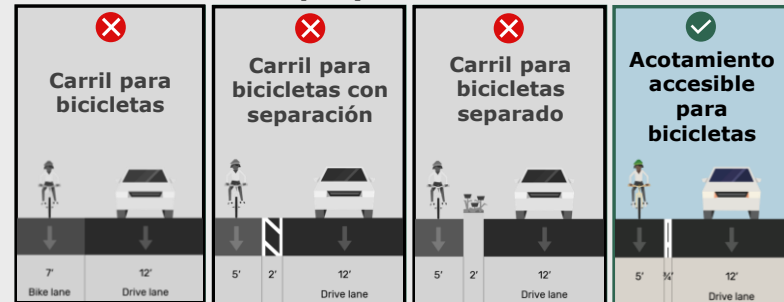 Carril para
bicicletas
7'
12'
Bike lane
Drive lane
Carril para
bicicletas con
separación
5'
2'
12'
Drive lane
Carril para
bicicletas
separado
5'
2'
12'
Drive lane
Acotamiento
accesible
para
bicicletas
5'
12'
Drive lane